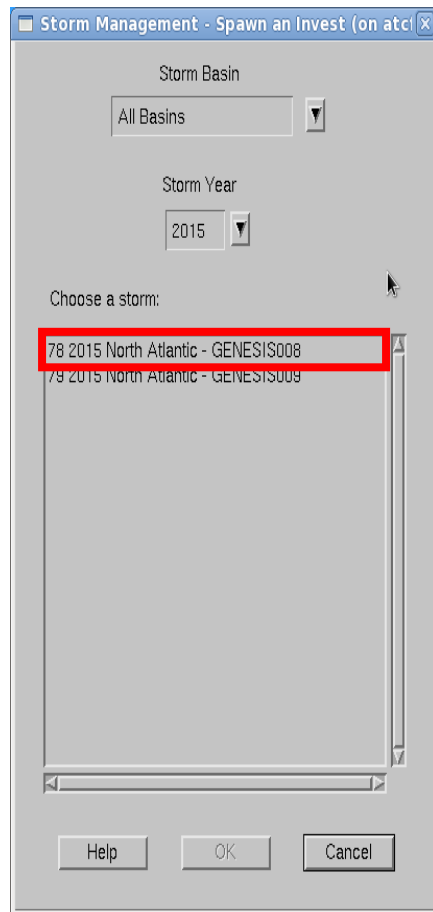 Storm Management - Spawn an Invest (on atcf
Storm Basin
All Basins
Storm Year
2015
Choose a storm:
78 2015 North Atlantic - GENESIS008
79 2015 North Atlantic - GENESIS009
Help
OK
Cancel